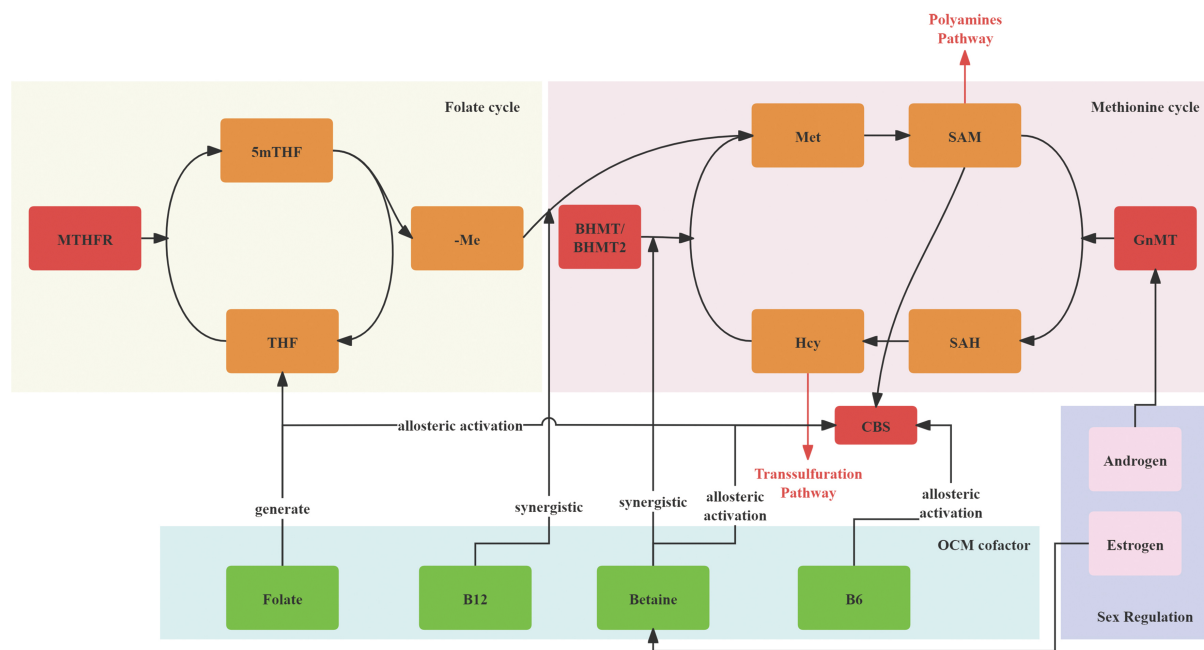 Polyamines
Pathway
Folate cycle
Methionine cycle
5mTHF
Met
SAM
MTHFR
-Me
BHMT/
BHMT2
GnMT
THF
Hcy
SAH
allosteric activation
CBS
Transsulfuration
Pathway
Androgen
generate
synergistic
synergistic
allosteric
activation
allosteric
activation
OCM cofactor
Estrogen
Folate
B12
Betaine
B6
Sex Regulation